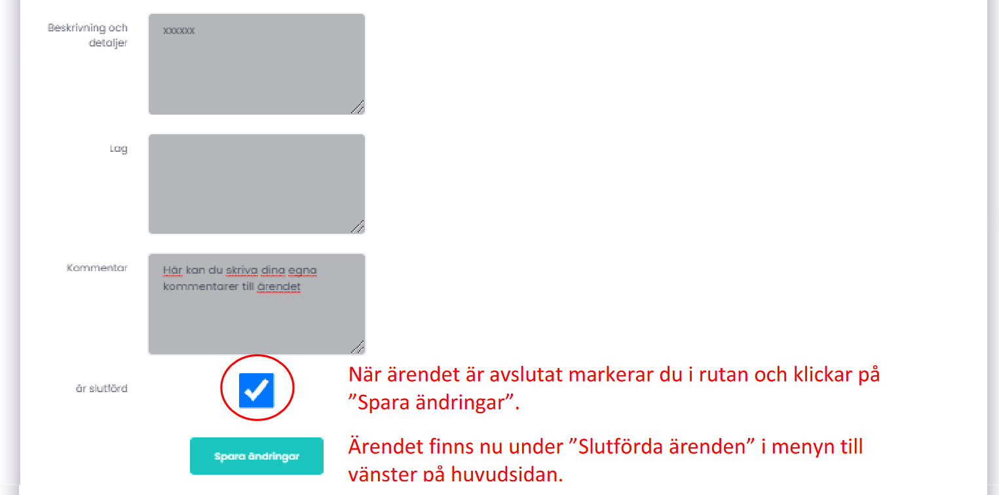 Beskrivning och
detaljer
xxxxxx
Lag
Kommentar
Här kan du skriva dina egna
kommentarer till ärendet
är slutförd
När ärendet är avslutat markerar du i rutan och klickar på
”Spara ändringar”.
Spara ändringar
Ärendet finns nu under ”Slutförda ärenden” i menyn till
vänster på huvudsidan.